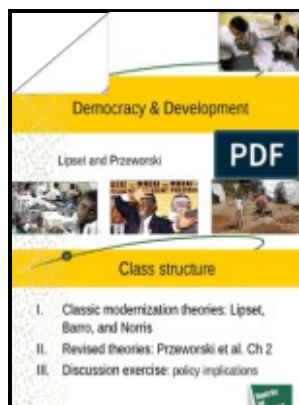 Democracy & Development
Lipset and Przeworski
PDF
Class structure
I. Classic modernization theories: Lipset,
Barro, and Norris
II. Revised theories: Przeworski et al. Ch 2
III. Discussion exercise: policy implications